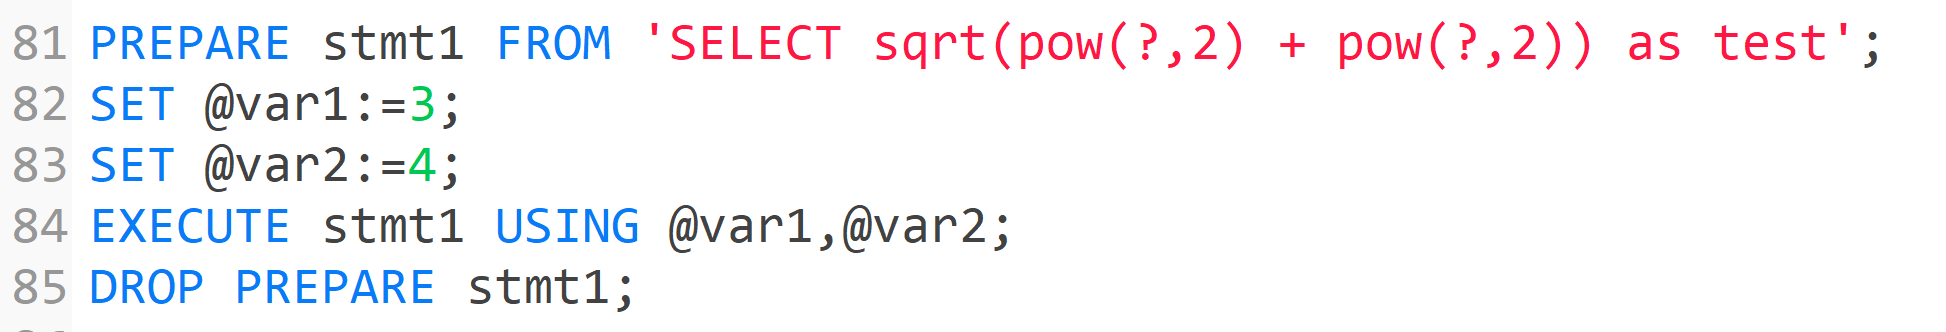 81 PREPARE stmt1 FROM 'SELECT sqrt(pow(?,2) + pow(?,2)) as test';
82 SET @var1:=3;
83 SET @var2:=4;
84 EXECUTE stmt1 USING @var1,@var2;
85 DROP PREPARE stmt1;